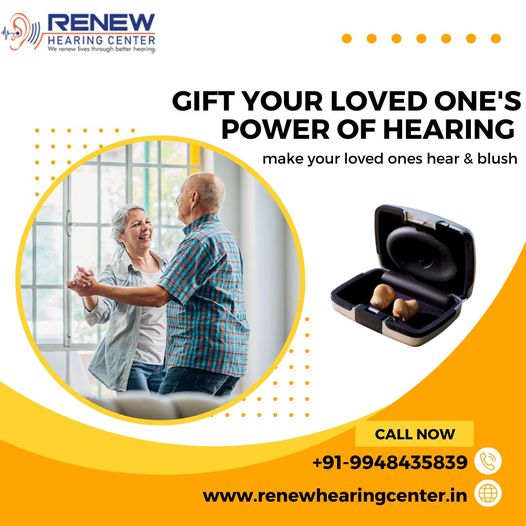 RENEW
HEARING CENTER
We renew lives through better hearing
GIFT YOUR LOVED ONE'S
POWER OF HEARING
make your loved ones hear & blush
CALL NOW
+91-9948435839
www.renewhearingcenter.in